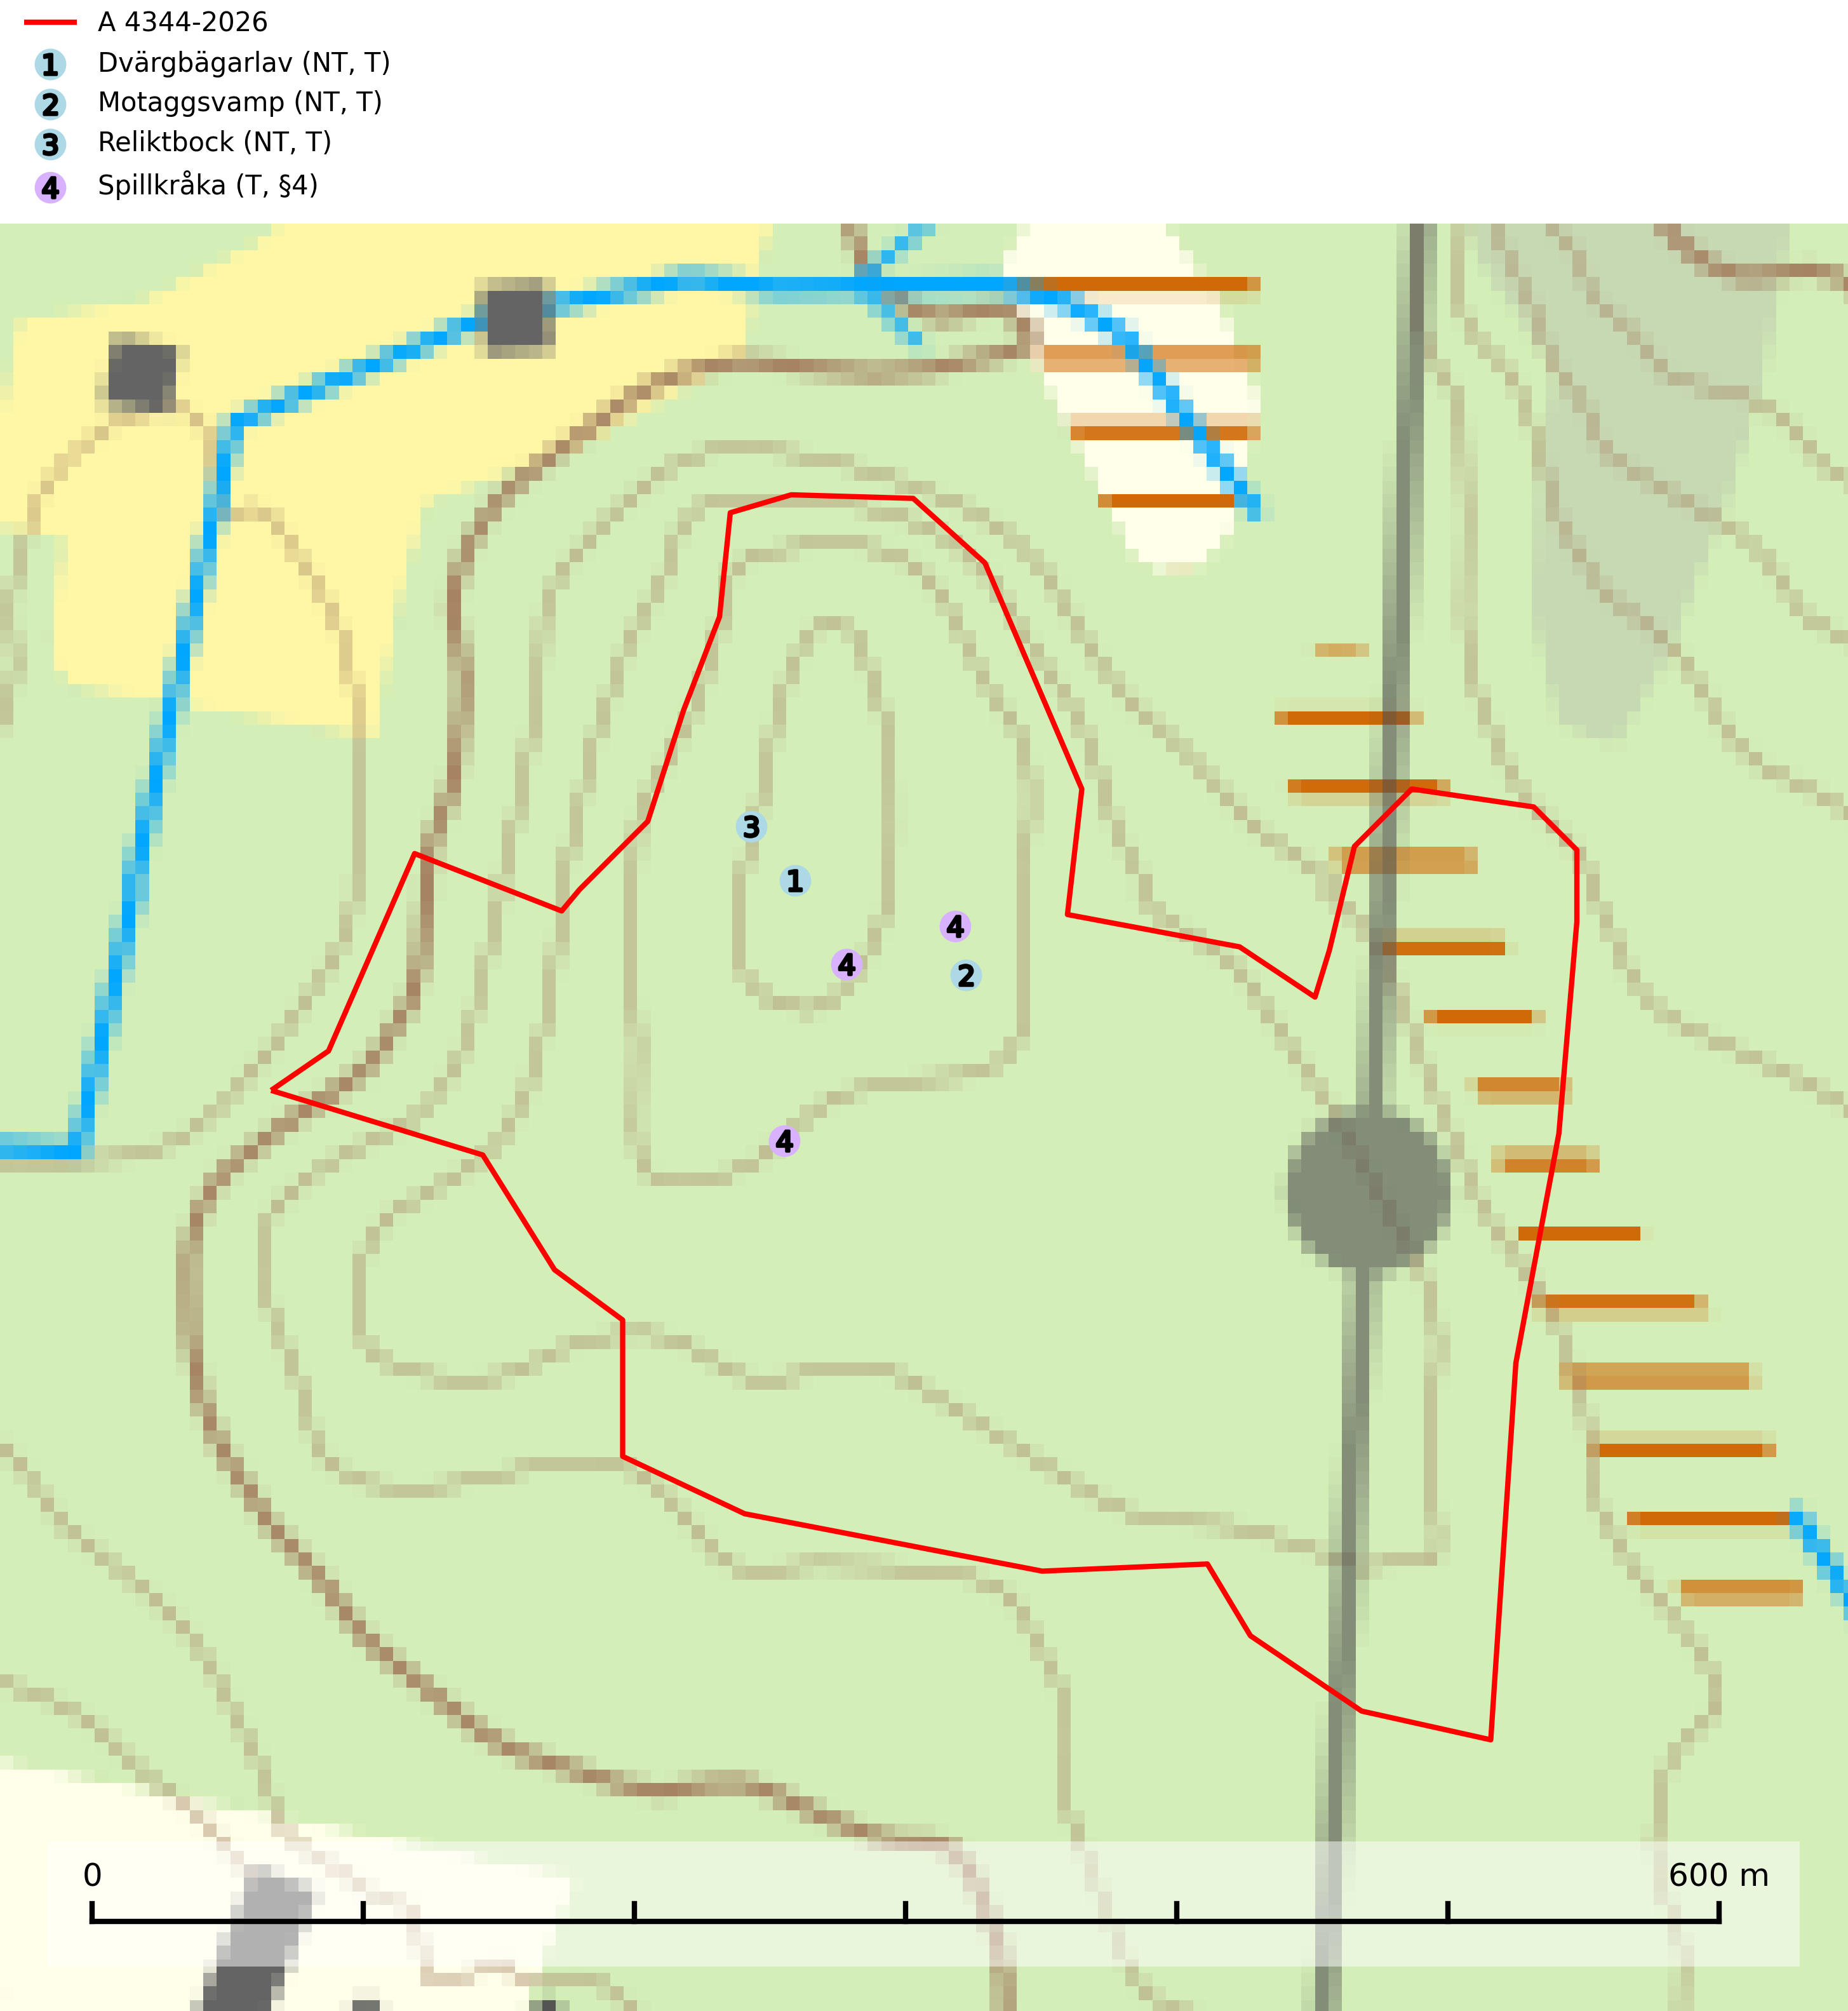 A 4344-2026
1 Dvärgbägarlav (NT, T)
2 Motaggsvamp (NT, T)
3 Reliktbock (NT, T)
4 Spillkråka (T, §4)
3
1
4
4
2
4
0 600 m